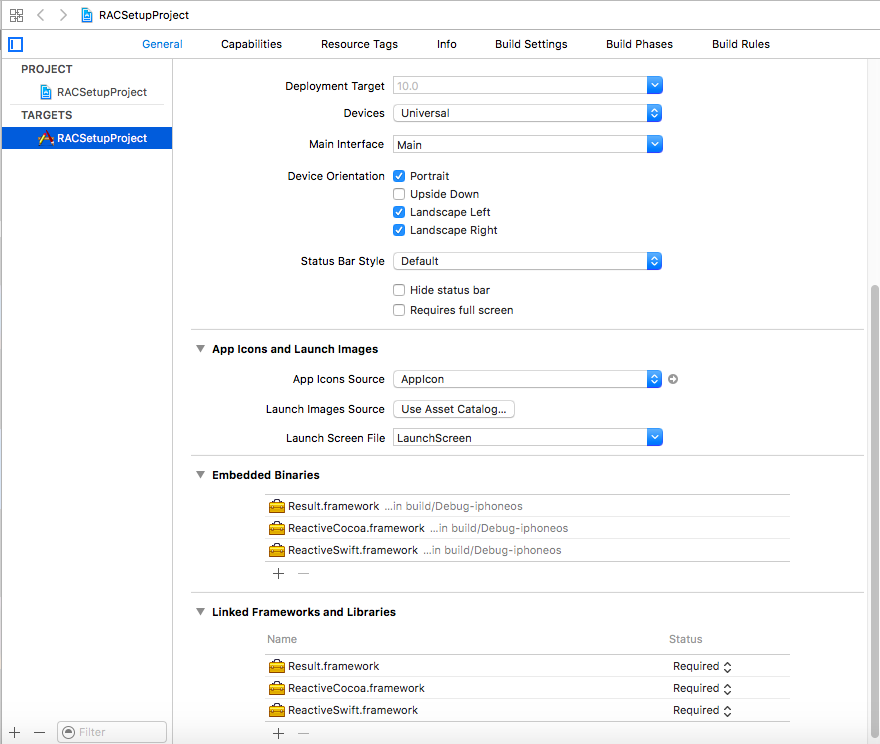 RACSetupProject
General Capabilities Resource Tags Info Build Settings Build Phases Build Rules
PROJECT
RACSetupProject
TARGETS
RACSetupProject
Filter
Deployment Target 10.0
Devices Universal
Main Interface Main
Device Orientation Portrait
Upside Down
Landscape Left
Landscape Right
Status Bar Style Default
Hide status bar
Requires full screen
App Icons and Launch Images
App Icons Source AppIcon
Launch Images Source Use Asset Catalog...
Launch Screen File LaunchScreen
Embedded Binaries
Result.framework ...in build/Debug-iphoneos
ReactiveCocoa.framework ...in build/Debug-iphoneos
ReactiveSwift.framework ...in build/Debug-iphoneos
Linked Frameworks and Libraries
Name Status
Result.framework Required
ReactiveCocoa.framework Required
ReactiveSwift.framework Required